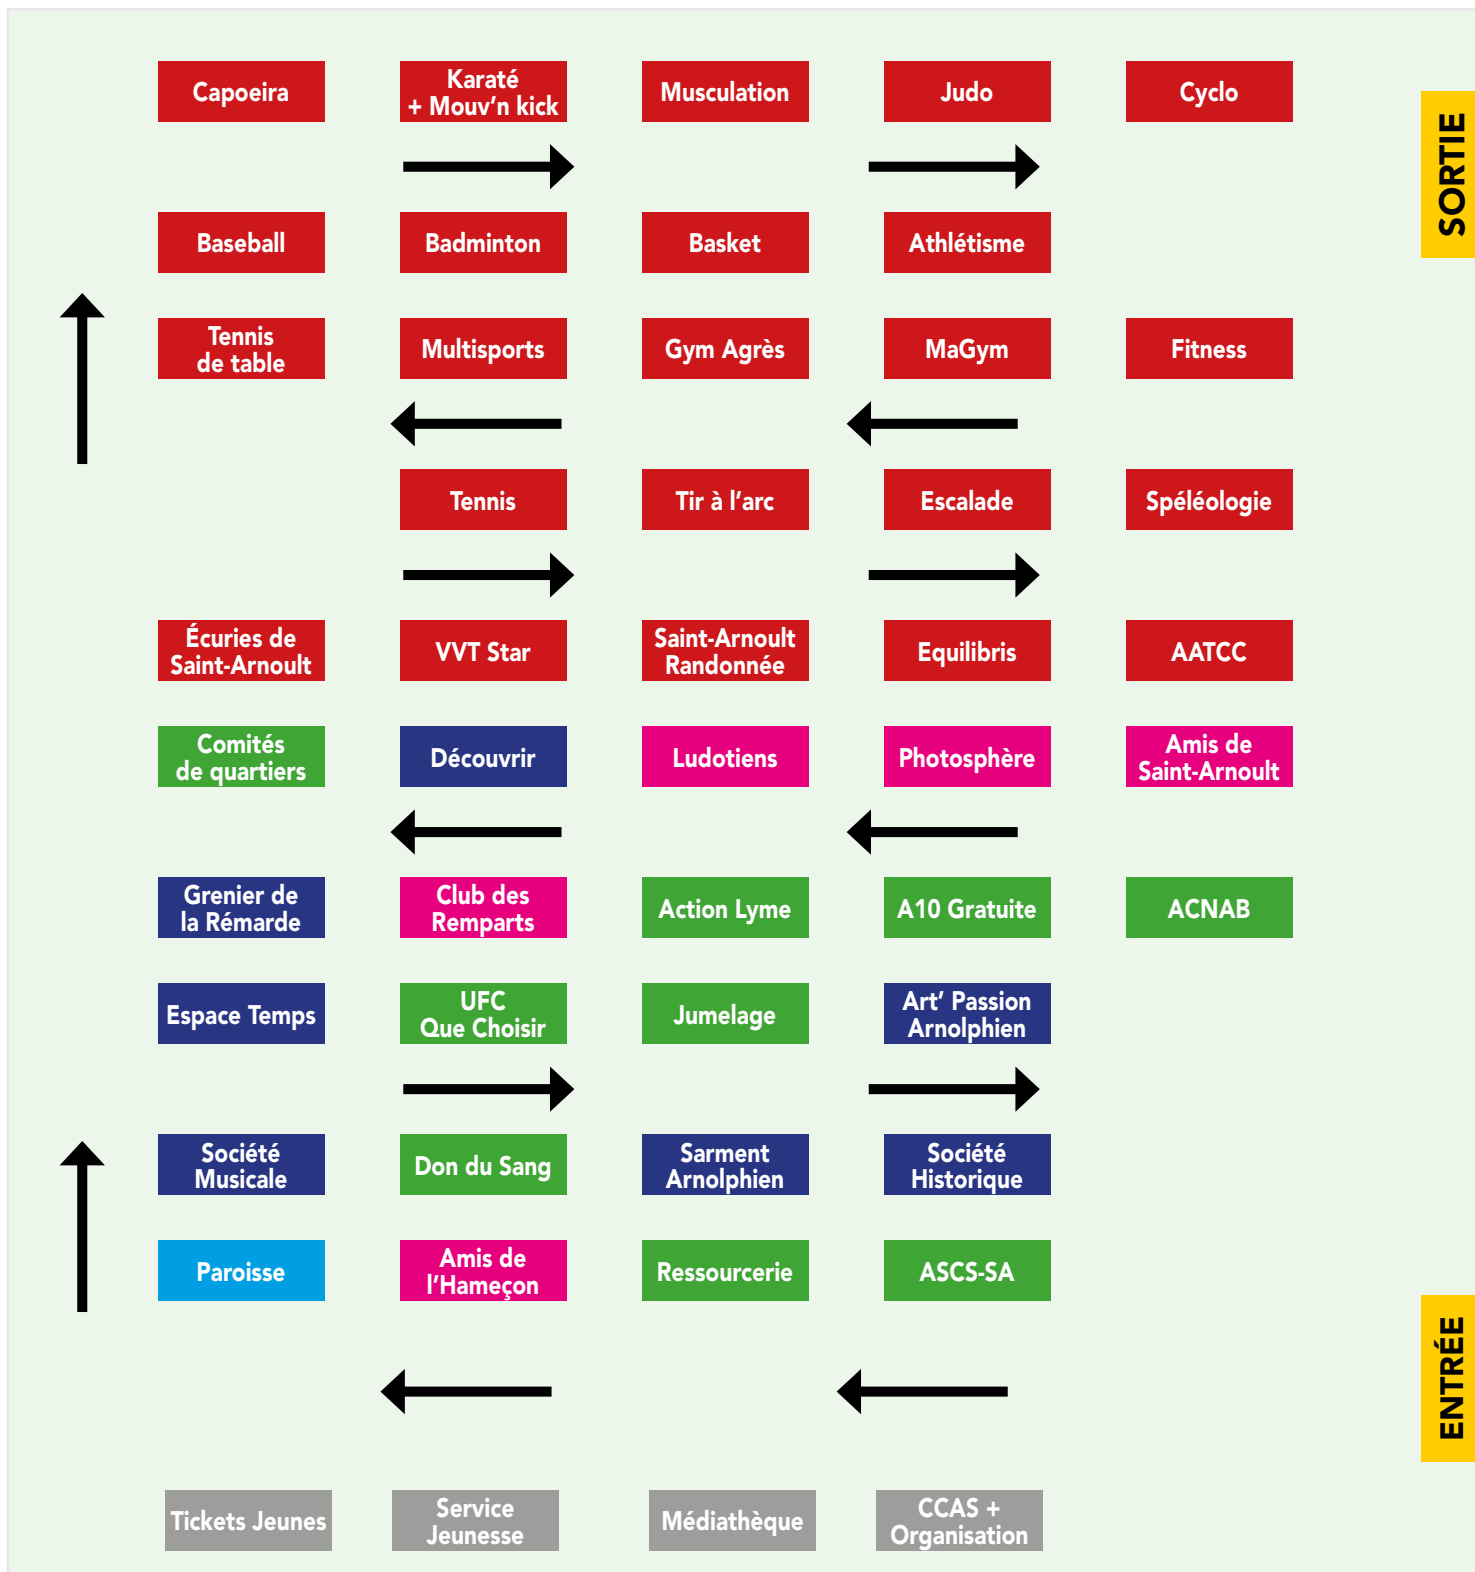 Capoeira
Karaté
+ Mouv'n kick
Musculation
Judo
Cyclo
SORTIE
Baseball
Badminton
Basket
Athlétisme
Tennis
de table
Multisports
Gym Agrès
MaGym
Fitness
Tennis
Tir à l'arc
Escalade
Spéléologie
Écuries de
Saint-Arnoult
VVT Star
Saint-Arnoult
Randonnée
Equilibris
AATCC
Comités
de quartiers
Découvrir
Ludotiens
Photosphère
Amis de
Saint-Arnoult
Grenier de
la Rémarde
Club des
Remparts
Action Lyme
A10 Gratuite
ACNAB
Espace Temps
UFC
Que Choisir
Jumelage
Art' Passion
Arnolphien
Société
Musicale
Don du Sang
Sarment
Arnolphien
Société
Historique
Paroisse
Amis de
l'Hameçon
Ressourcerie
ASCS-SA
ENTRÉE
Tickets Jeunes
Service
Jeunesse
Médiathèque
CCAS +
Organisation